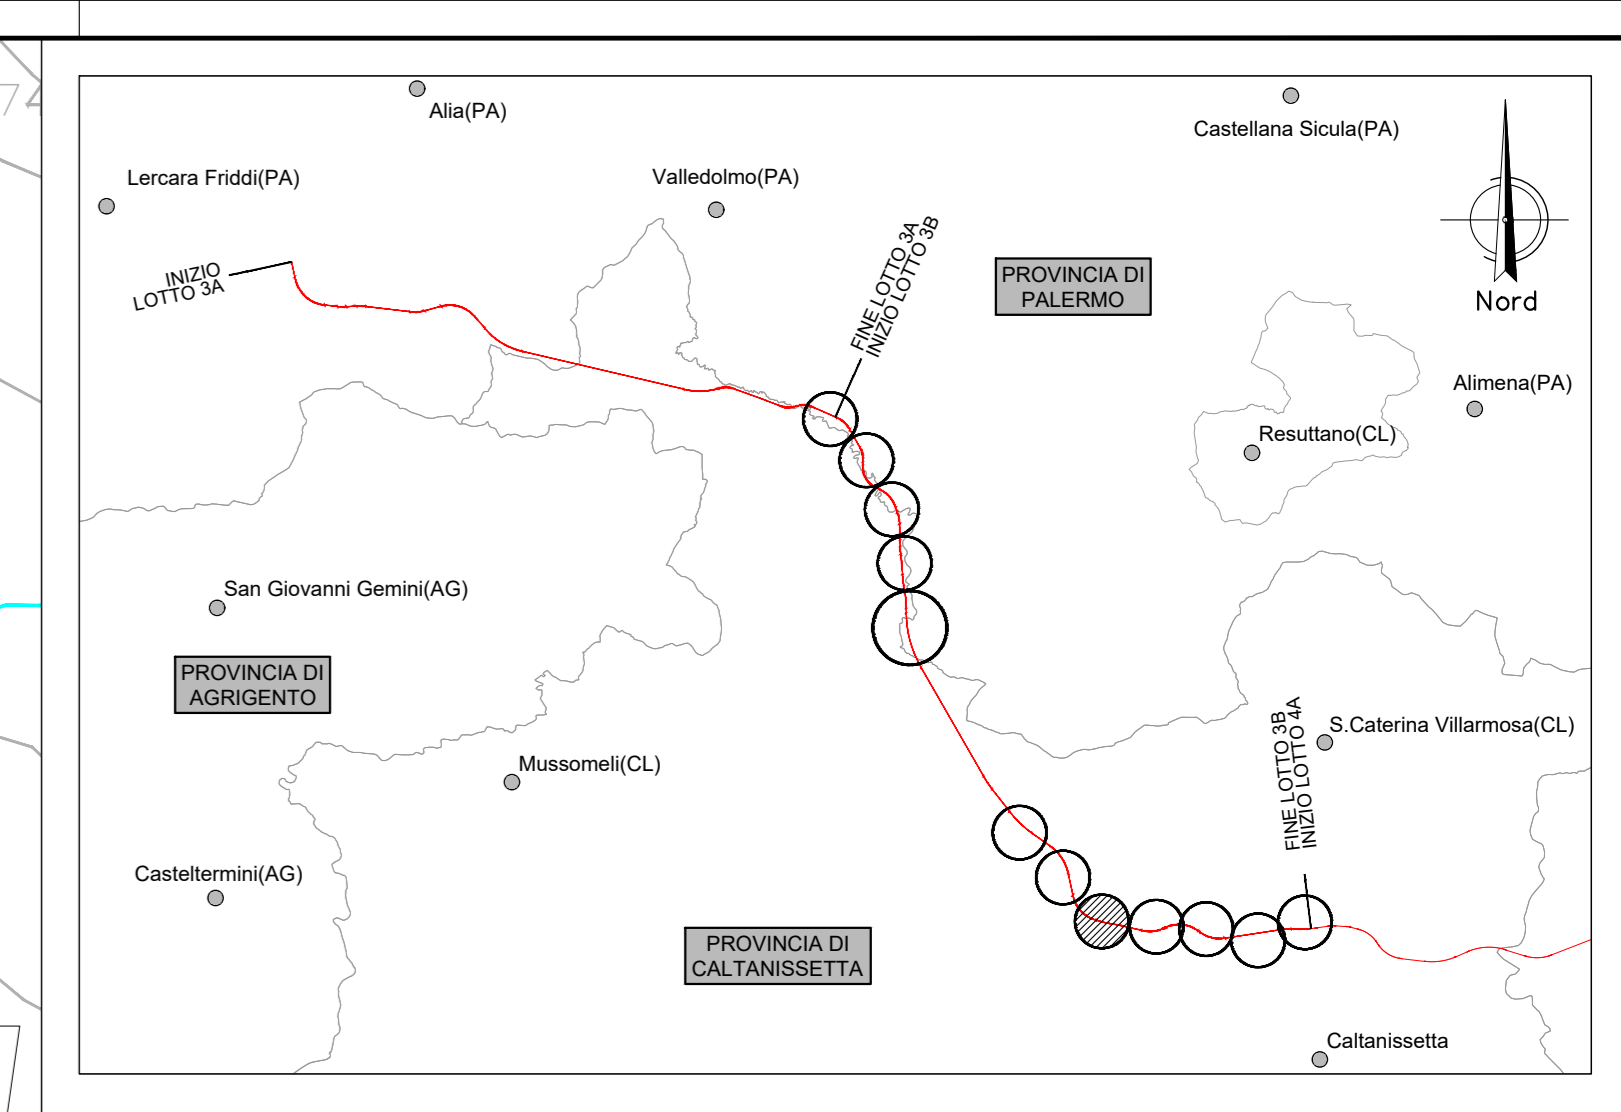 Alia(PA)
Castellana Sicula(PA)
Lercara Friddi(PA)
Valledolmo(PA)
INIZIO
LOTTO 3A
FINE LOTTO 3A
INIZIO LOTTO 3B
PROVINCIA DI
PALERMO
Nord
Alimena(PA)
Resuttano(CL)
San Giovanni Gemini(AG)
PROVINCIA DI
AGRIGENTO
FINE LOTTO 3B
INIZIO LOTTO 4A
S.Caterina Villarmosa(CL)
Mussomeli(CL)
Casteltermini(AG)
PROVINCIA DI
CALTANISSETTA
Caltanissetta